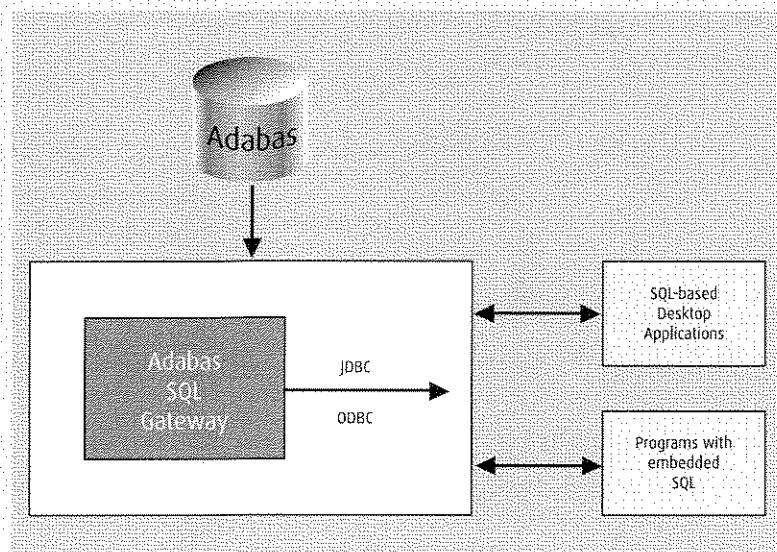 Adabas
Adabas
SQL
Gateway
JDBC
ODBC
SQL-based
Desktop
Applications
Programs with
embedded
SQL